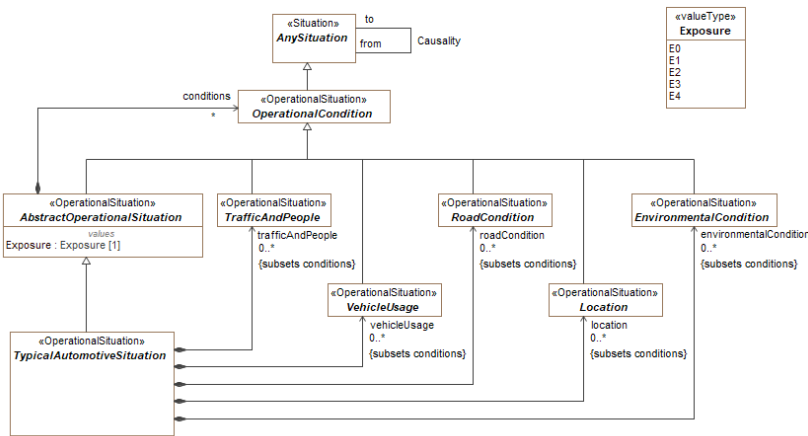 «Situation»
AnySituation
to
from
Causality
«valueType»
Exposure
E0
E1
E2
E3
E4
conditions
*
«OperationalSituation»
OperationalCondition
«OperationalSituation»
AbstractOperationalSituation
values
Exposure : Exposure [1]
«OperationalSituation»
TrafficAndPeople
«OperationalSituation»
RoadCondition
«OperationalSituation»
EnvironmentalCondition
trafficAndPeople
0..*
{subsets conditions}
roadCondition
0..*
{subsets conditions}
environmentalCondition
0..*
{subsets conditions}
«OperationalSituation»
VehicleUsage
«OperationalSituation»
Location
vehicleUsage
0..*
{subsets conditions}
location
0..*
{subsets conditions}
«OperationalSituation»
TypicalAutomotiveSituation